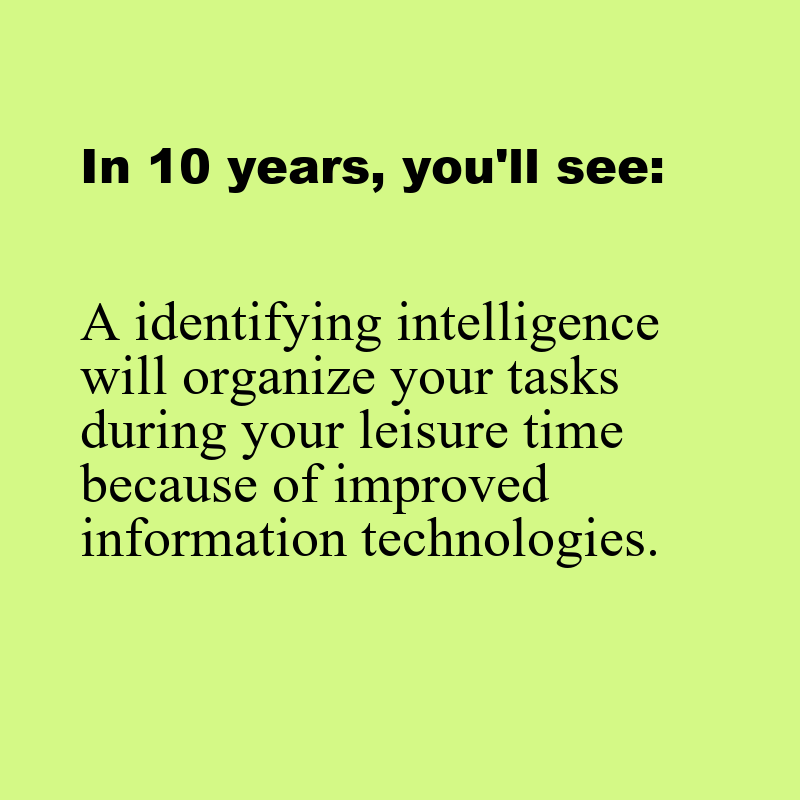 In 10 years, you'll see:
A identifying intelligence
will organize your tasks
during your leisure time
because of improved
information technologies.